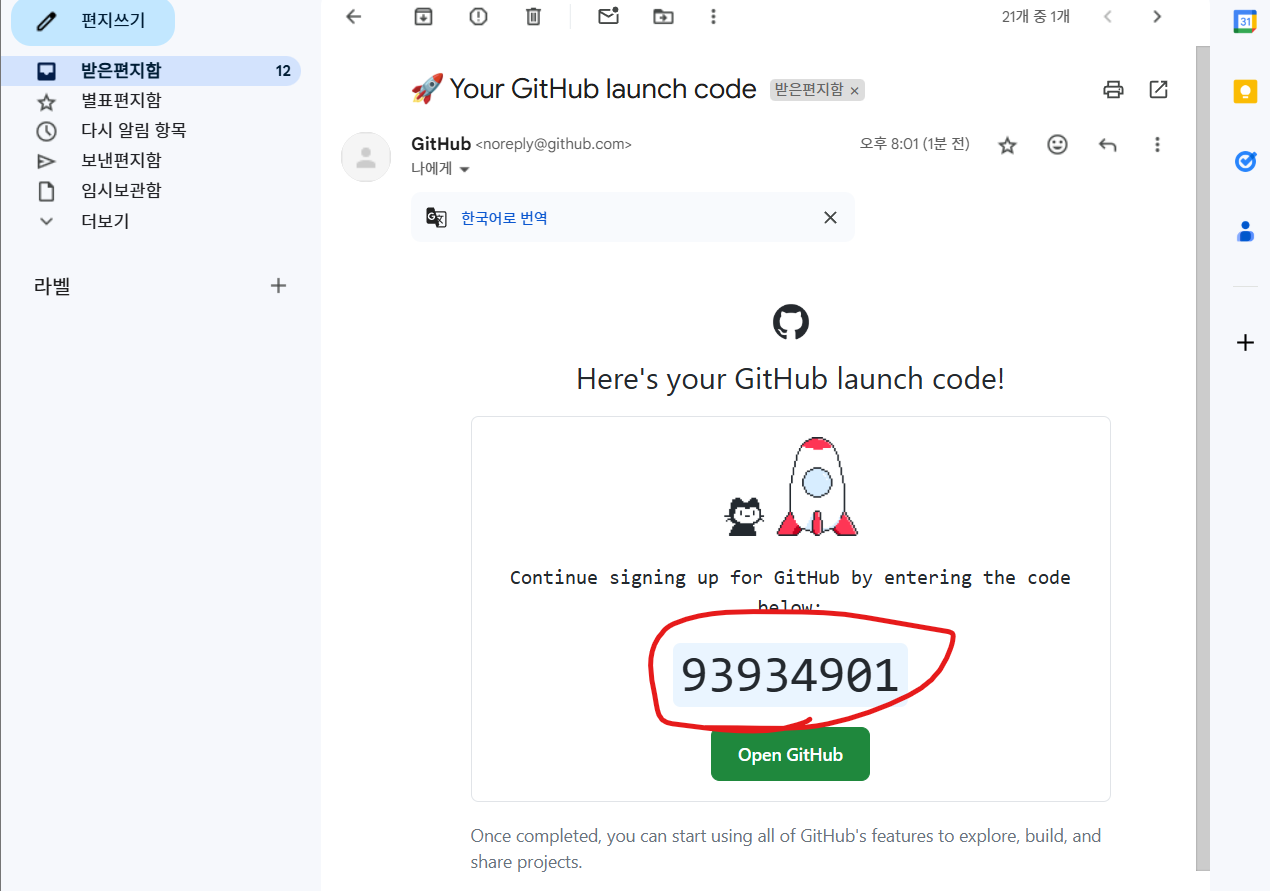 편지쓰기
21개 중 1개
받은편지함 12
별표편지함
다시 알림 항목
보낸편지함
임시보관함
더보기
라벨
🚀 Your GitHub launch code 받은편지함 ×
GitHub <noreply@github.com> 오후 8:01 (1분 전)
나에게
한국어로 번역
Here's your GitHub launch code!
Continue signing up for GitHub by entering the code
below:
93934901
Open GitHub
Once completed, you can start using all of GitHub's features to explore, build, and
share projects.
31